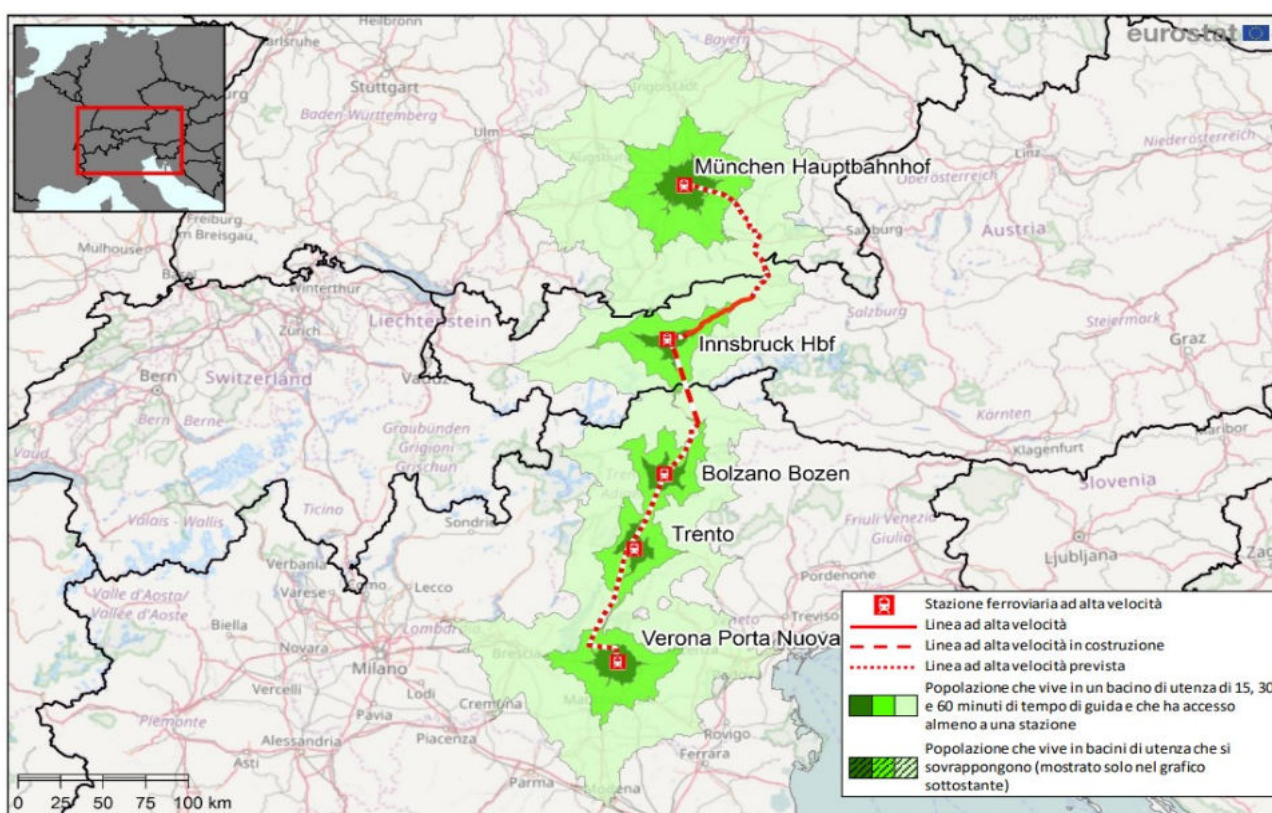 eurostat
Heilbronn
Karlsruhe
Stuttgart
Baden-Württemberg
Ulm
Bayern
Ingolstadt
Augsburg
München Hauptbahnhof
Linz
Niederösterreich
Oberösterreich
Salzburg
Austria
Freiburg
im Breisgau
Mulhouse
Basel
Winterthur
Zürich
Liechtenstein
Salzburg
Steiermark
Graz
Innsbruck Hbf
Bern
Switzerland
Vaduz
Bern Berne
Graubünden
Grigioni
Grischun
Kärnten
Klagenfurt
Maribor
Vaud
Bolzano Bozen
Slovenia
Valais - Wallis
Ticino
Sondrio
Trento
Friuli Venezia
Giulia
Ljubljana
Zag
Verbania
Lecco
Pordenone
Valle d'Aosta/
Vallée d'Aoste
Varese
Como
Biella
Treviso
Verona Porta Nuova
Novara
Milano
Brescia
Vercelli
Lodi
Cremona
Pavia
Piemonte
Piacenza
Rovigo
Alessandria
Asti
Ferrara
Parma
Modena
0 25 50 75 100 km
Stazione ferroviaria ad alta velocità
Linea ad alta velocità
Linea ad alta velocità in costruzione
Linea ad alta velocità prevista
Popolazione che vive in un bacino di utenza di 15, 30
e 60 minuti di tempo di guida e che ha accesso
almeno a una stazione
Popolazione che vive in bacini di utenza che si
sovrappongono (mostrato solo nel grafico
sottostante)